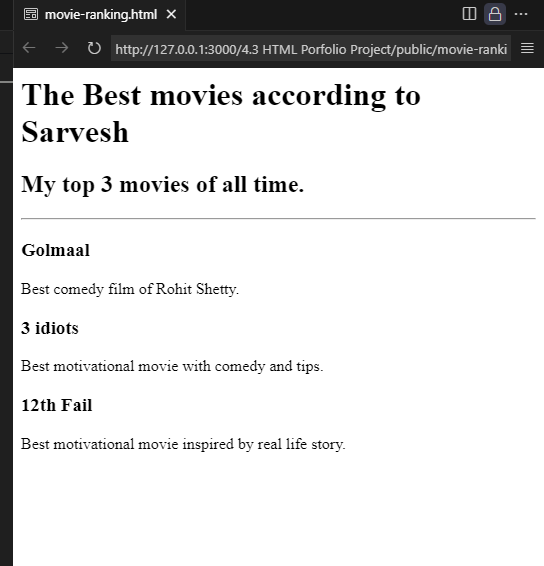 movie-ranking.html
http://127.0.0.1:3000/4.3 HTML Porfolio Project/public/movie-ranki
The Best movies according to
Sarvesh
My top 3 movies of all time.
Golmaal
Best comedy film of Rohit Shetty.
3 idiots
Best motivational movie with comedy and tips.
12th Fail
Best motivational movie inspired by real life story.